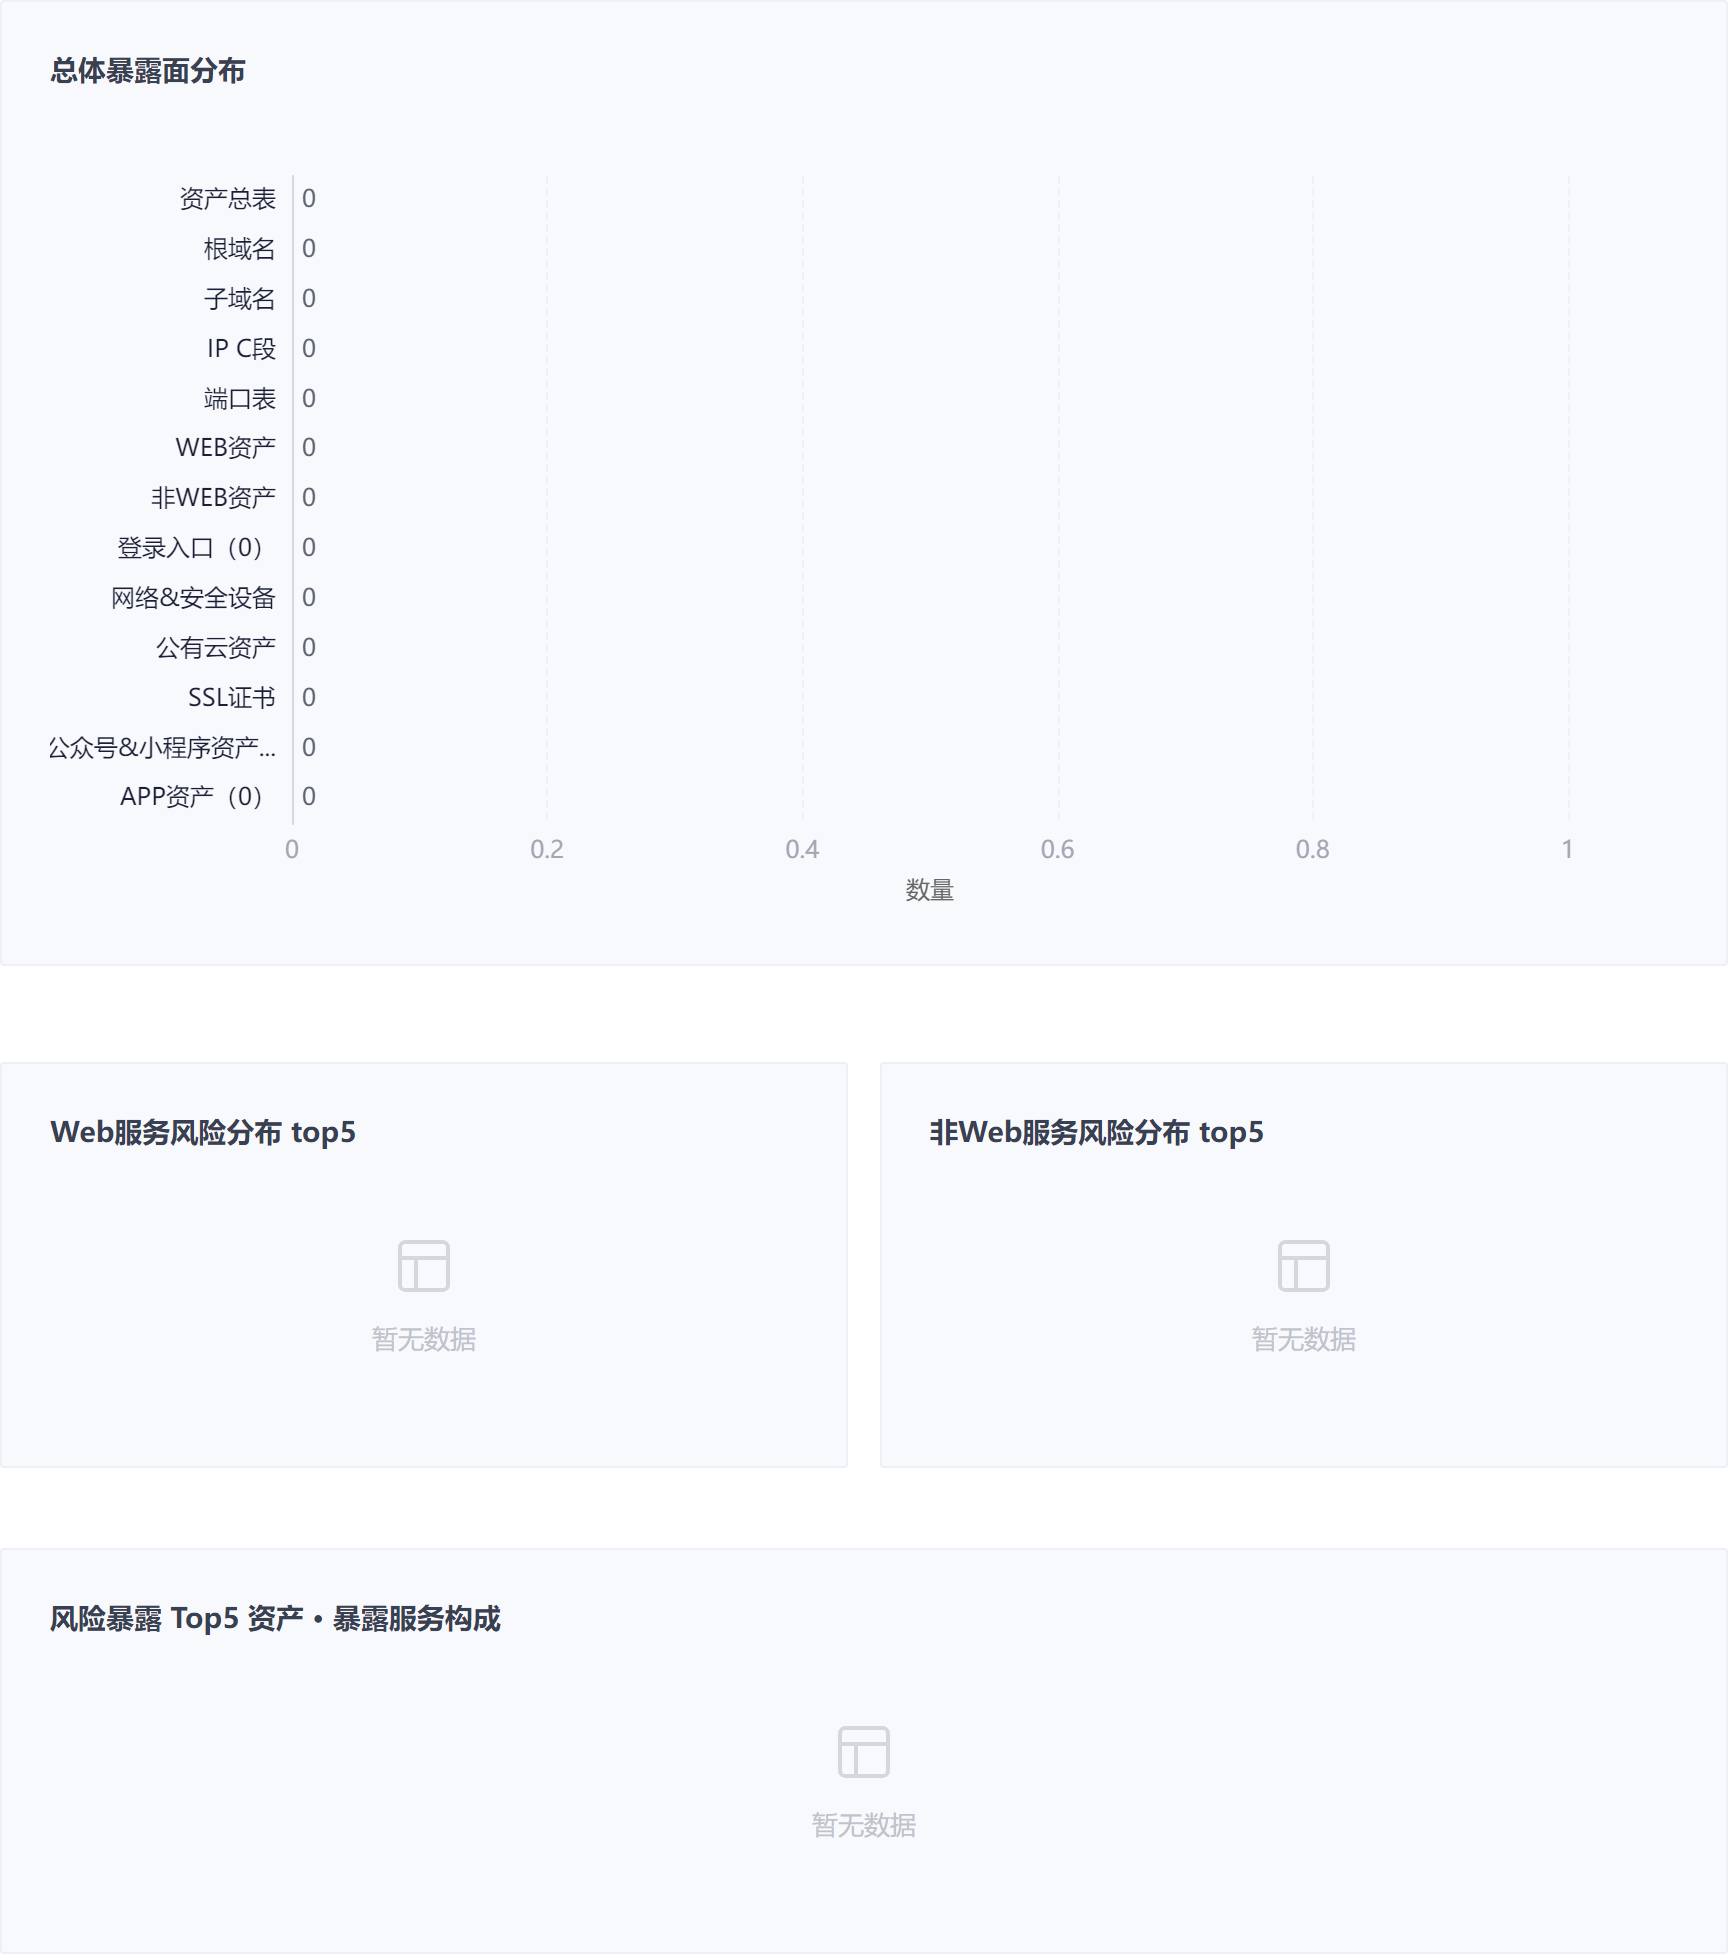 总体暴露面分布
资产总表 0
根域名 0
子域名 0
IP C段 0
端口表 0
WEB资产 0
非WEB资产 0
登录入口（0） 0
网络&安全设备 0
公有云资产 0
SSL证书 0
公众号&小程序资产... 0
APP资产（0） 0
0 0.2 0.4 0.6 0.8 1
数量
Web服务风险分布 top5
暂无数据
非Web服务风险分布 top5
暂无数据
风险暴露 Top5 资产 • 暴露服务构成
暂无数据